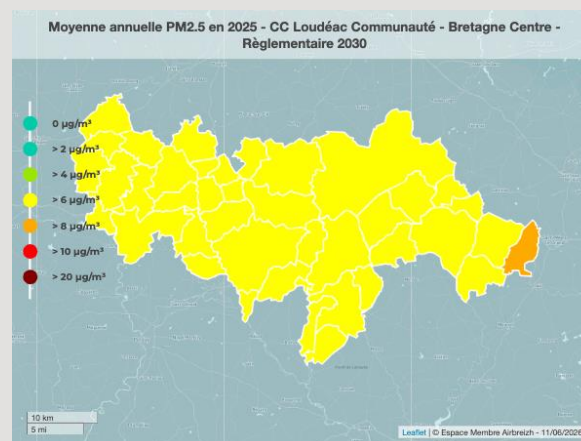 Moyenne annuelle PM2.5 en 2025 - CC Loudéac Communauté - Bretagne Centre -
Règlementaire 2030
0 µg/m³
> 2 µg/m³
> 4 µg/m³
> 6 µg/m³
> 8 µg/m³
> 10 µg/m³
> 20 µg/m³
10 km
5 mi
Leaflet | © Espace Membre Airbreizh - 11/06/2026